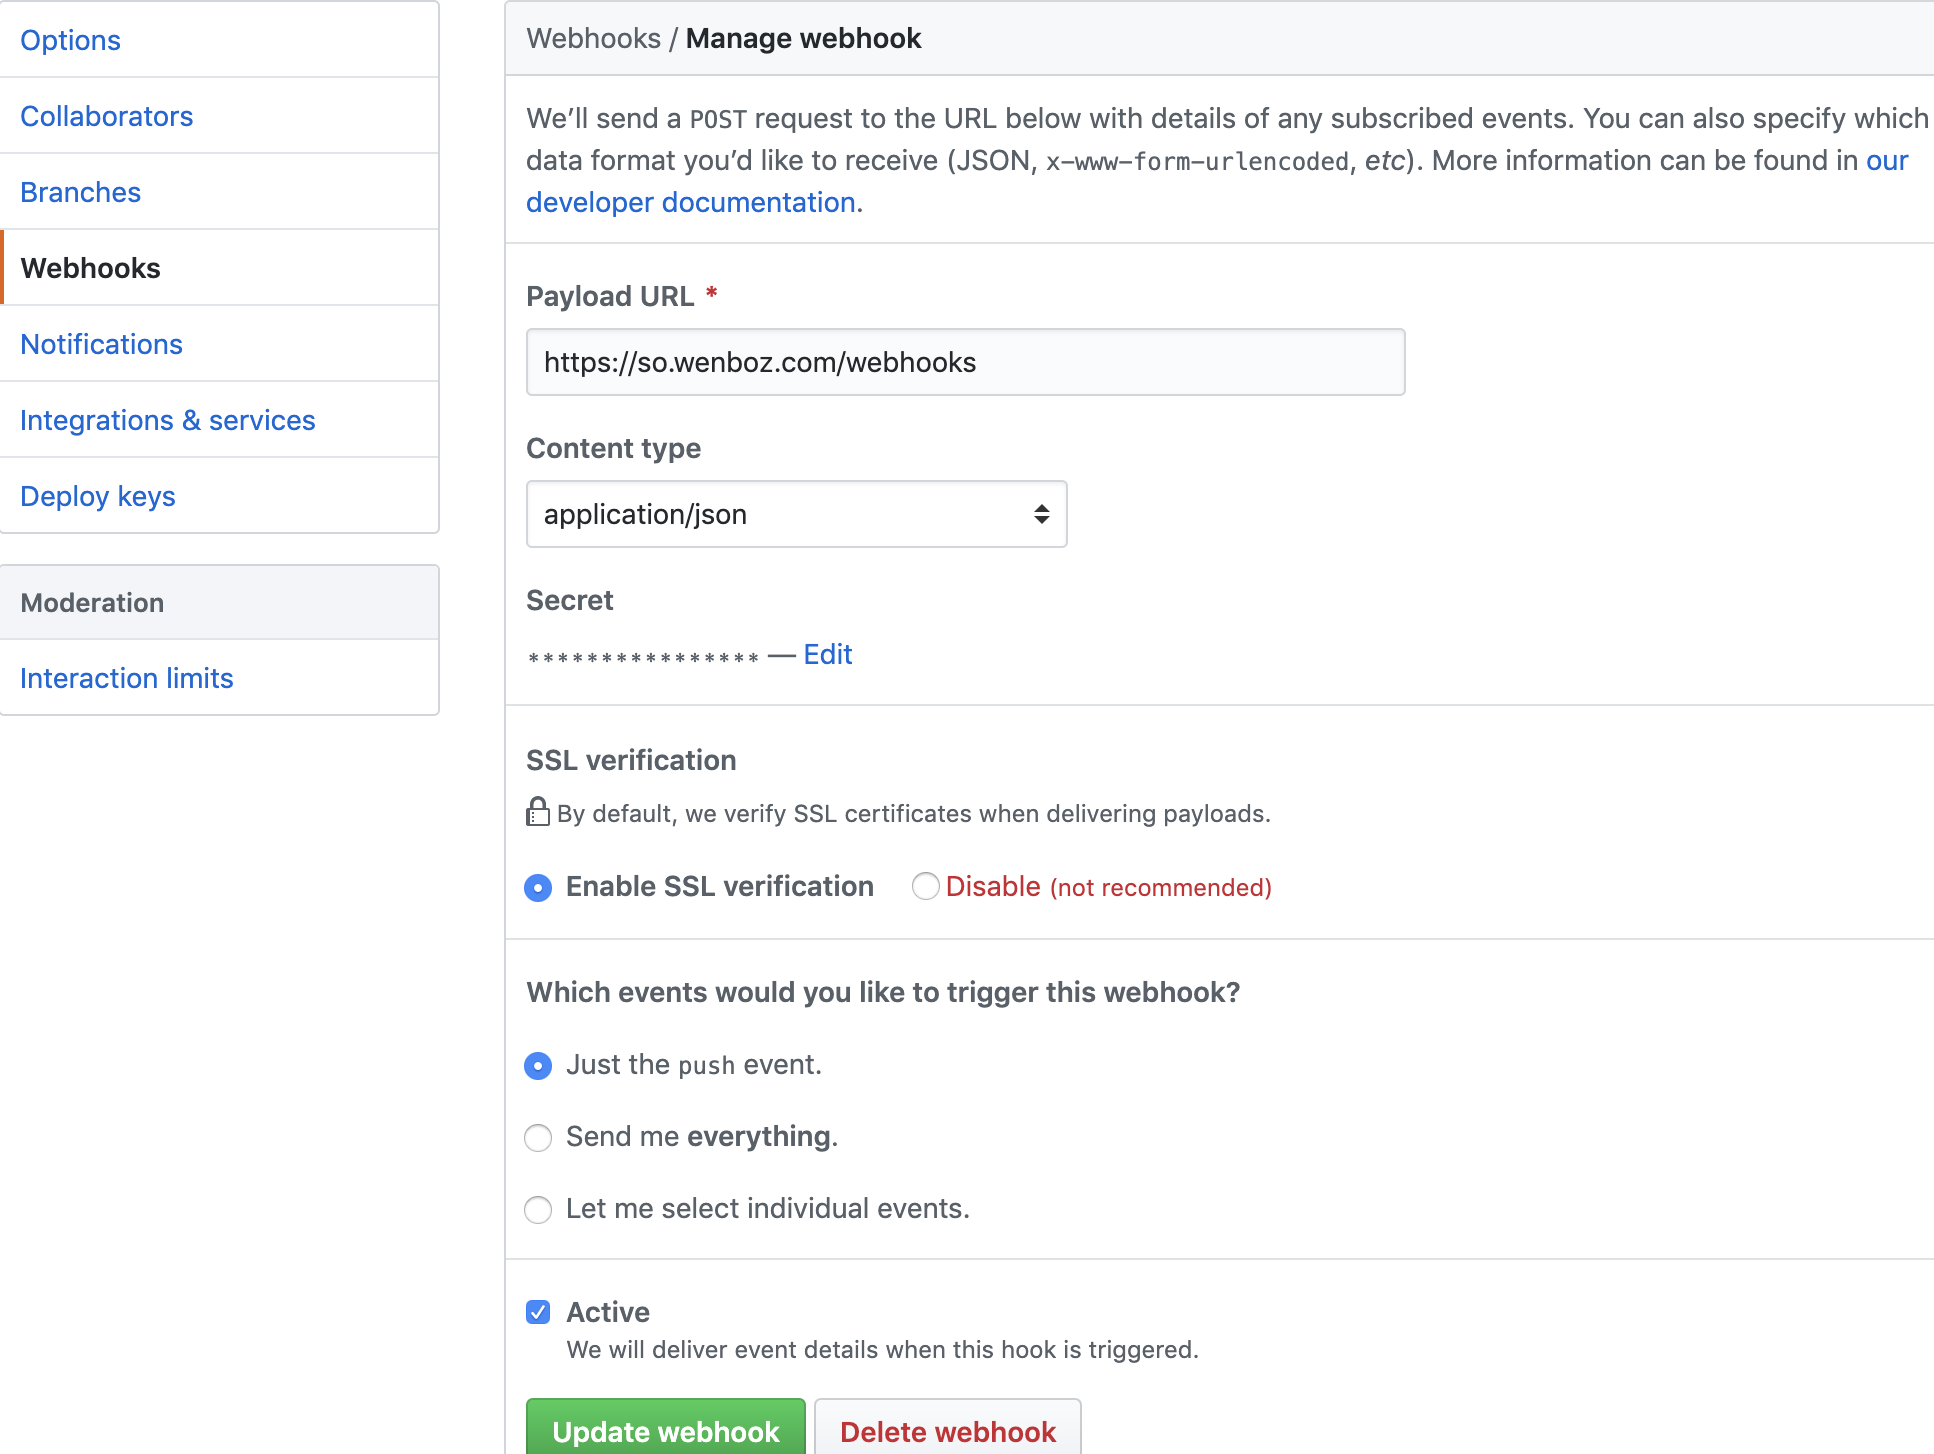 Options
Collaborators
Branches
Webhooks
Notifications
Integrations & services
Deploy keys
Moderation
Interaction limits
Webhooks / Manage webhook
We’ll send a POST request to the URL below with details of any subscribed events. You can also specify which
data format you’d like to receive (JSON, x-www-form-urlencoded, etc). More information can be found in our
developer documentation.
Payload URL *
https://so.wenboz.com/webhooks
Content type
application/json
Secret
**************** — Edit
SSL verification
By default, we verify SSL certificates when delivering payloads.
Enable SSL verification Disable (not recommended)
Which events would you like to trigger this webhook?
Just the push event.
Send me everything.
Let me select individual events.
Active
We will deliver event details when this hook is triggered.
Update webhook Delete webhook